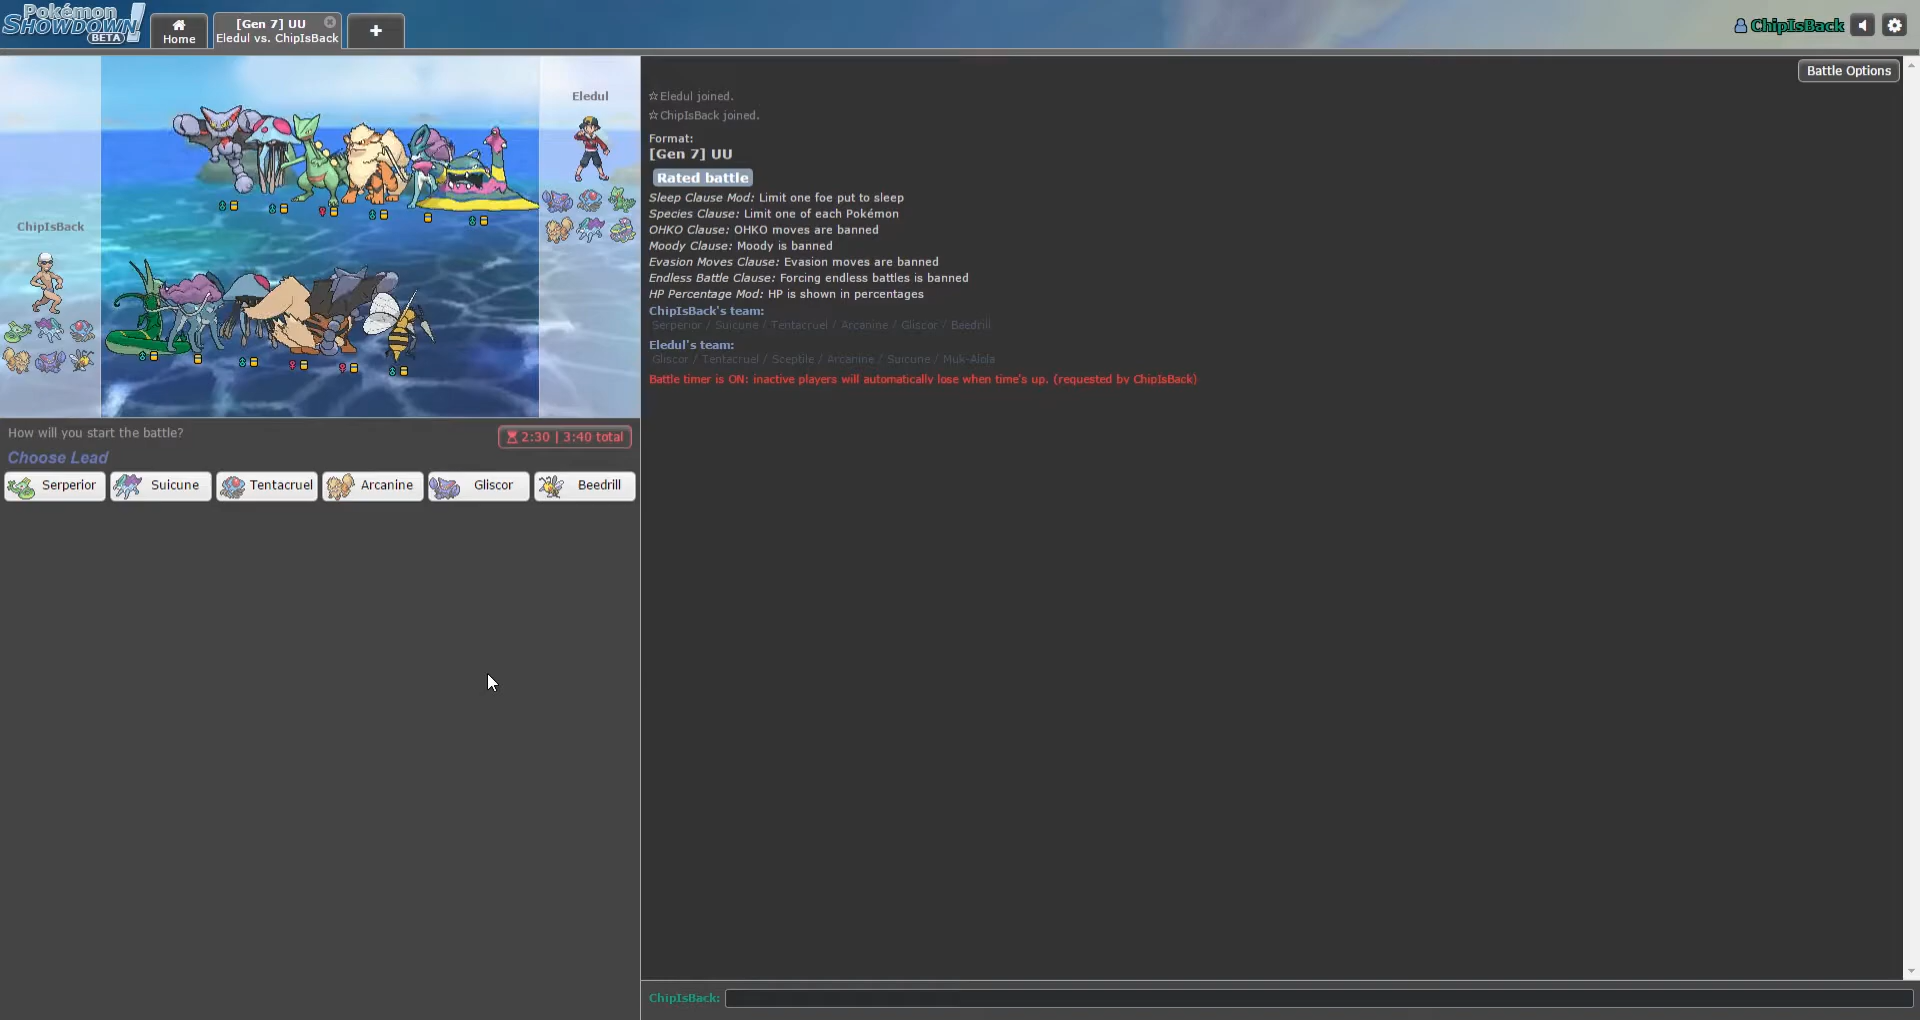 Pokémon
SHOWDOWN!
BETA
Home
[Gen 7] UU
Eledul vs. ChipIsBack
ChipIsBack
Battle Options
Eledul
ChipIsBack
☆Eledul joined.
☆ChipIsBack joined.
Format:
[Gen 7] UU
Rated battle
Sleep Clause Mod: Limit one foe put to sleep
Species Clause: Limit one of each Pokémon
OHKO Clause: OHKO moves are banned
Moody Clause: Moody is banned
Evasion Moves Clause: Evasion moves are banned
Endless Battle Clause: Forcing endless battles is banned
HP Percentage Mod: HP is shown in percentages
ChipIsBack's team:
Serperior / Suicune / Tentacruel / Arcanine / Gliscor / Beedrill
Eledul's team:
Gliscor / Tentacruel / Sceptile / Arcanine / Suicune / Muk-Alola
Battle timer is ON: inactive players will automatically lose when time's up. (requested by ChipIsBack)
How will you start the battle?
2:30 | 3:40 total
Choose Lead
Serperior
Suicune
Tentacruel
Arcanine
Gliscor
Beedrill
ChipIsBack: